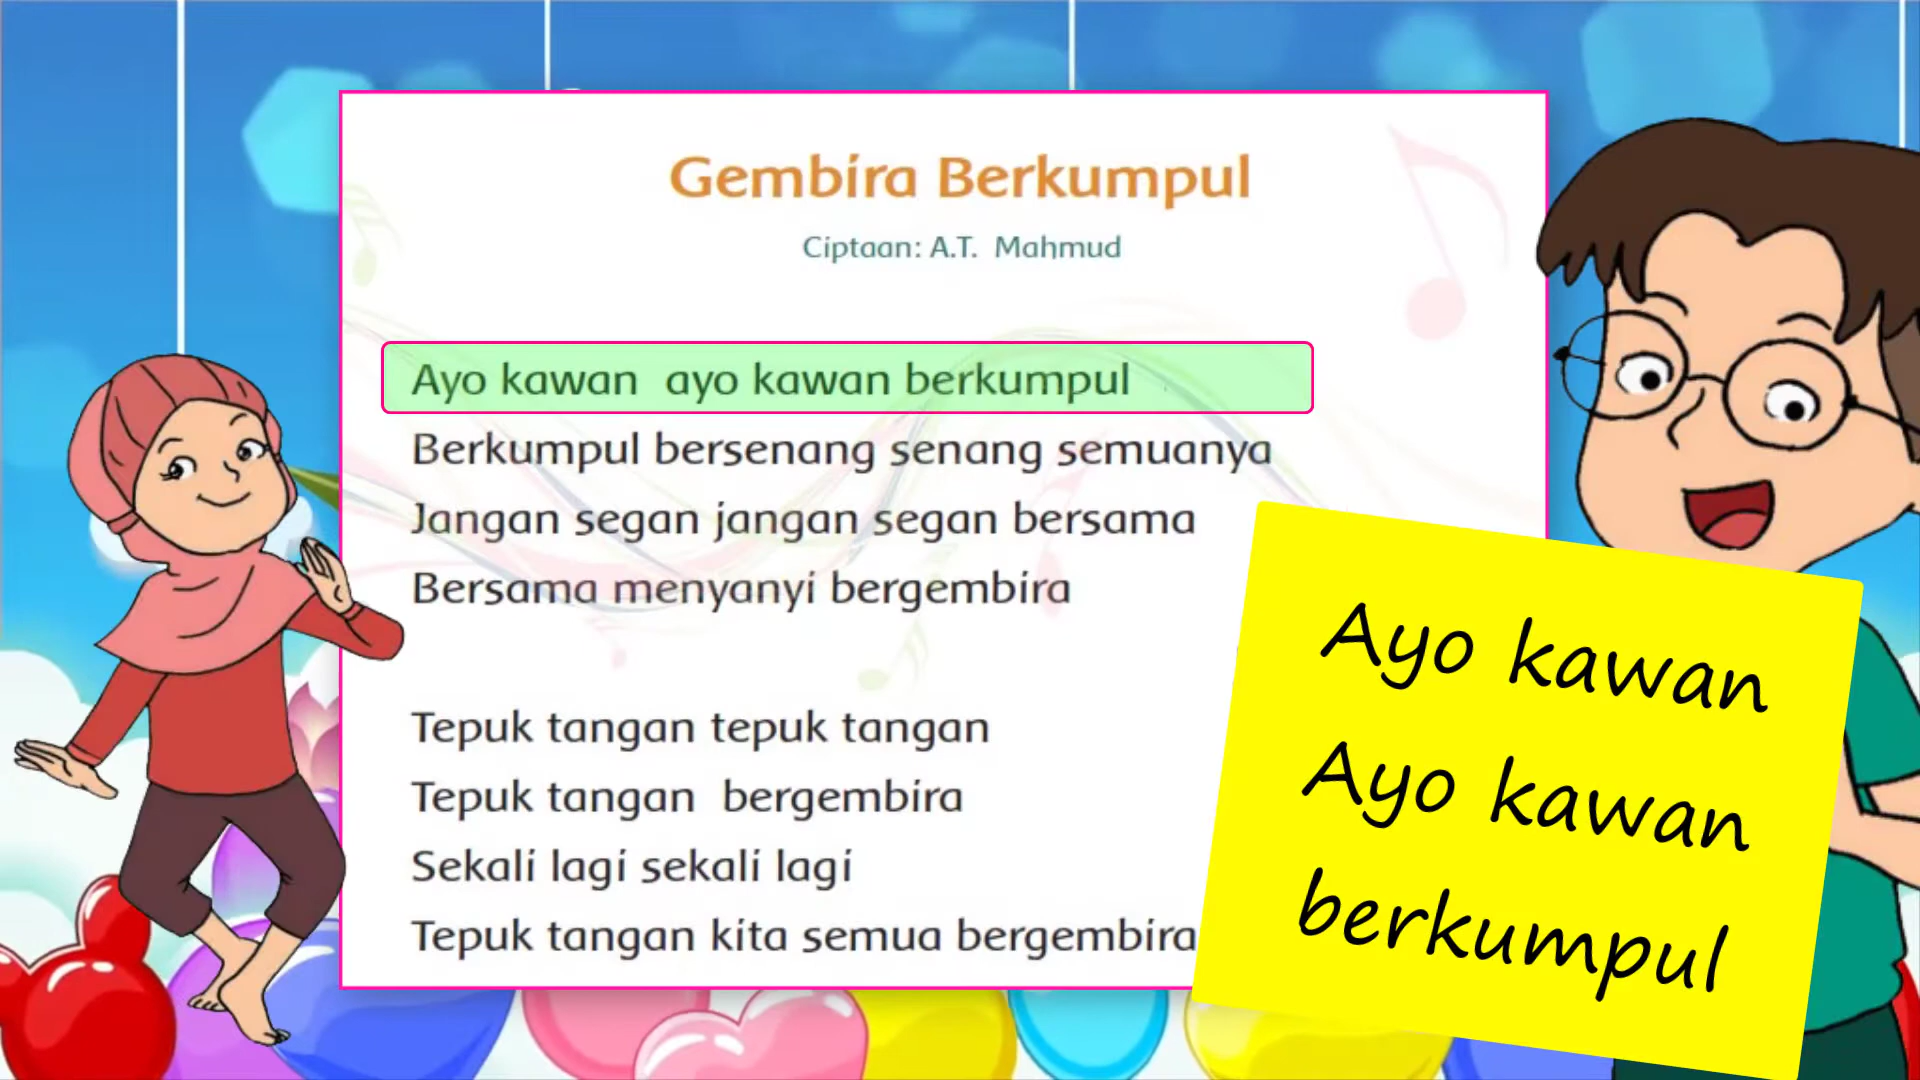 Gembira Berkumpul
Ciptaan: A.T. Mahmud
Ayo kawan ayo kawan berkumpul
Berkumpul bersenang senang semuanya
Jangan segan jangan segan bersama
Bersama menyanyi bergembira
Tepuk tangan tepuk tangan
Tepuk tangan bergembira
Sekali lagi sekali lagi
Tepuk tangan kita semua bergembira
Ayo kawan
Ayo kawan
berkumpul